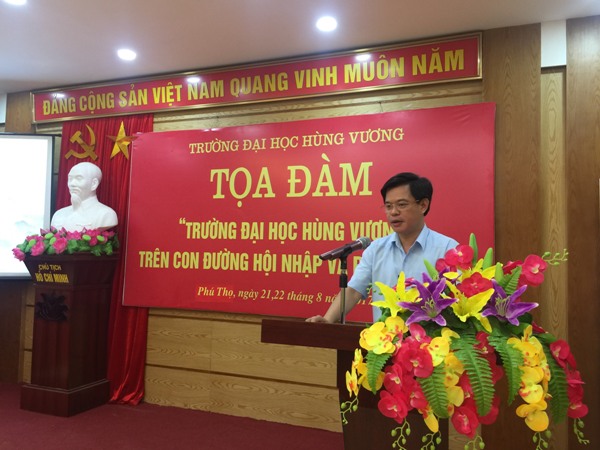 ĐẢNG CỘNG SẢN VIỆT NAM QUANG VINH MUÔN NĂM
TRƯỜNG ĐẠI HỌC HÙNG VƯƠNG
TỌA ĐÀM
"TRƯỜNG ĐẠI HỌC HÙNG VƯƠN
TRÊN CON ĐƯỜNG HỘI NHẬP VÀ
Phú Thọ, ngày 21,22 tháng 8
CHỦ TỊCH
HỒ CHÍ MINH